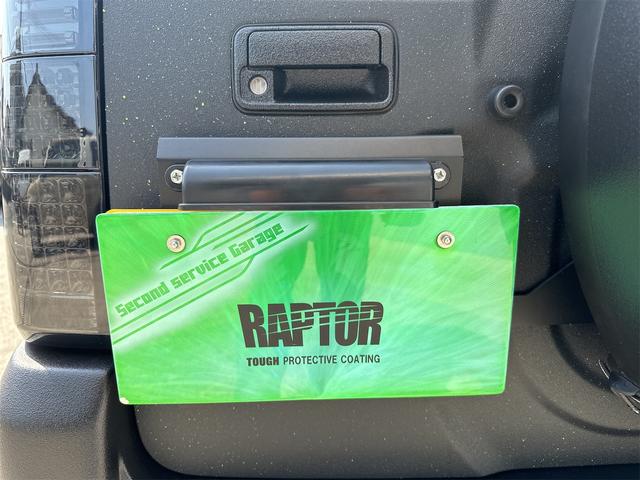 Second service Garage
RAPTOR
TOUGH PROTECTIVE COATING